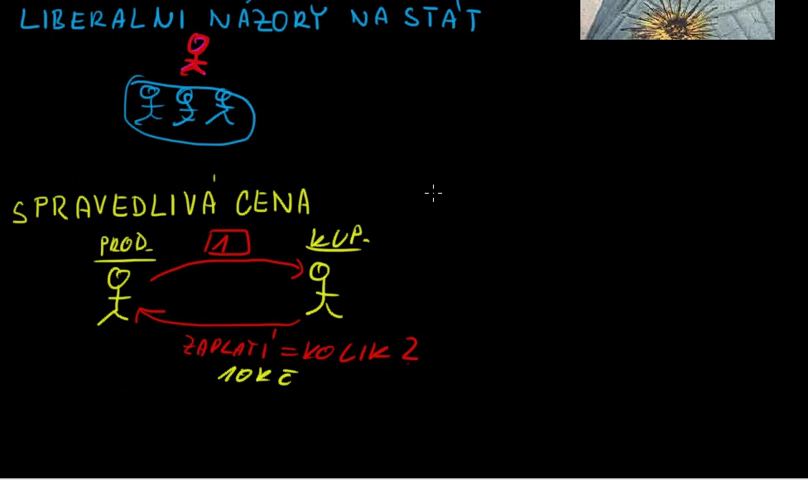 LIBERALNI NÁZORY NA STÁT
SPRAVEDLIVÁ CENA
PROD. 1 KUP.
ZAPLATÍ = KOLIK ?
10 KČ